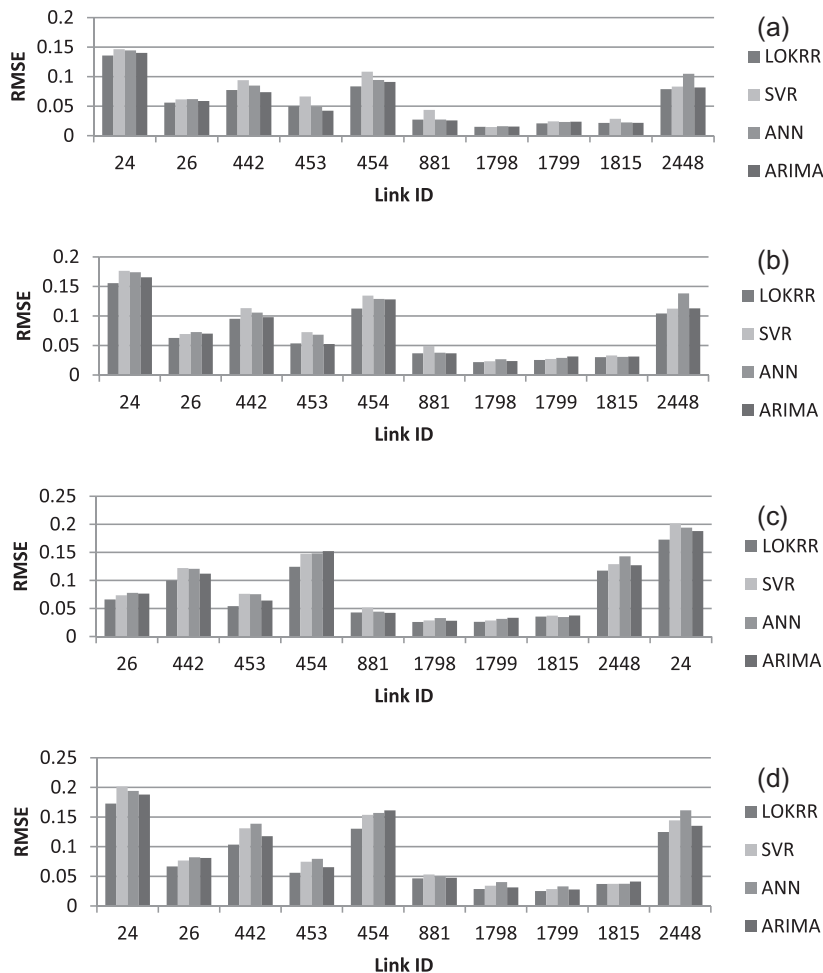 (a)
0.2
0.15
0.1
0.05
0
RMSE
24 26 442 453 454 881 1798 1799 1815 2448
Link ID
LOKRR
SVR
ANN
ARIMA
(b)
0.2
0.15
0.1
0.05
0
RMSE
24 26 442 453 454 881 1798 1799 1815 2448
Link ID
LOKRR
SVR
ANN
ARIMA
(c)
0.25
0.2
0.15
0.1
0.05
0
RMSE
26 442 453 454 881 1798 1799 1815 2448 24
Link ID
LOKRR
SVR
ANN
ARIMA
(d)
0.25
0.2
0.15
0.1
0.05
0
RMSE
24 26 442 453 454 881 1798 1799 1815 2448
Link ID
LOKRR
SVR
ANN
ARIMA